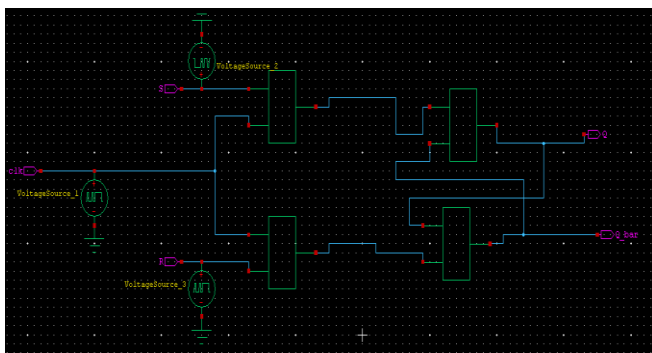 VoltageSource_2
S
Q
clk
VoltageSource_1
Q_bar
R
VoltageSource_3